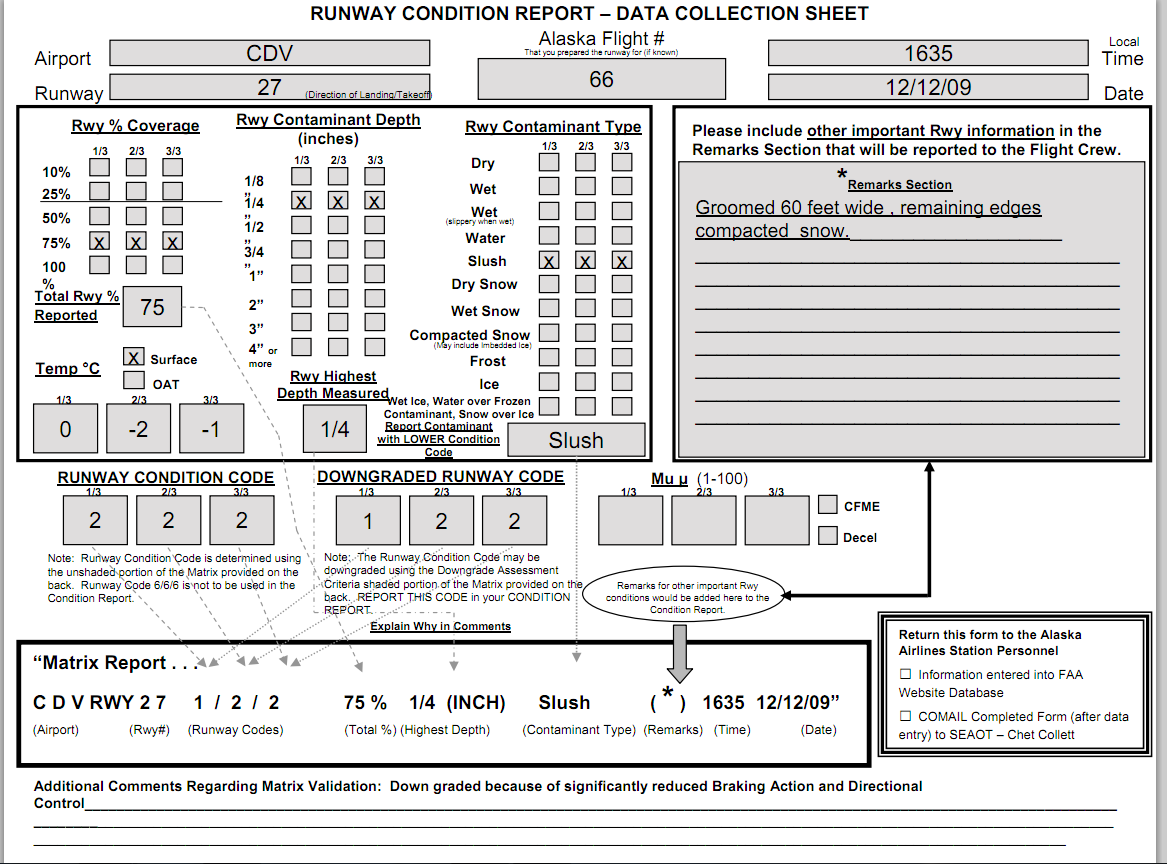 RUNWAY CONDITION REPORT – DATA COLLECTION SHEET
Airport CDV
Alaska Flight #
That you prepared the runway for (if known)
66
1635 Local Time
Runway 27 (Direction of Landing/Takeoff)
12/12/09 Date
Rwy % Coverage
1/3 2/3 3/3
10%
25%
50%
75% X X X
100
%
Total Rwy %
Reported
75
Temp °C
X Surface
OAT
1/3 2/3 3/3
0 -2 -1
Rwy Contaminant Depth
(inches)
1/3 2/3 3/3
1/8
”
1/4 X X X
1/2
”
3/4
”
1”
2”
3”
4” or
more
Rwy Highest
Depth Measured
1/4
Rwy Contaminant Type
1/3 2/3 3/3
Dry
Wet
Wet
(slippery when wet)
Water
Slush X X X
Dry Snow
Wet Snow
Compacted Snow
(May include Imbedded Ice)
Frost
Ice
Wet Ice, Water over Frozen
Contaminant, Snow over Ice
Report Contaminant
with LOWER Condition
Code
Slush
Please include other important Rwy information in the
Remarks Section that will be reported to the Flight Crew.
*Remarks Section
Groomed 60 feet wide , remaining edges
compacted snow.
RUNWAY CONDITION CODE
1/3 2/3 3/3
2 2 2
Note: Runway Condition Code is determined using
the unshaded portion of the Matrix provided on the
back. Runway Code 6/6/6 is not to be used in the
Condition Report.
DOWNGRADED RUNWAY CODE
1/3 2/3 3/3
1 2 2
Note: The Runway Condition Code may be
downgraded using the Downgrade Assessment
Criteria shaded portion of the Matrix provided on the
back. REPORT THIS CODE in your CONDITION
REPORT.
Explain Why in Comments
Mu µ (1-100)
1/3 2/3 3/3
CFME
Decel
Remarks for other important Rwy
conditions would be added here to the
Condition Report.
“Matrix Report . . .
C D V RWY 2 7 1 / 2 / 2 75 % 1/4 (INCH) Slush ( * ) 1635 12/12/09”
(Airport) (Rwy#) (Runway Codes) (Total %) (Highest Depth) (Contaminant Type) (Remarks) (Time) (Date)
Return this form to the Alaska
Airlines Station Personnel
☐ Information entered into FAA
Website Database
☐ COMAIL Completed Form (after data
entry) to SEAOT – Chet Collett
Additional Comments Regarding Matrix Validation: Down graded because of significantly reduced Braking Action and Directional
Control